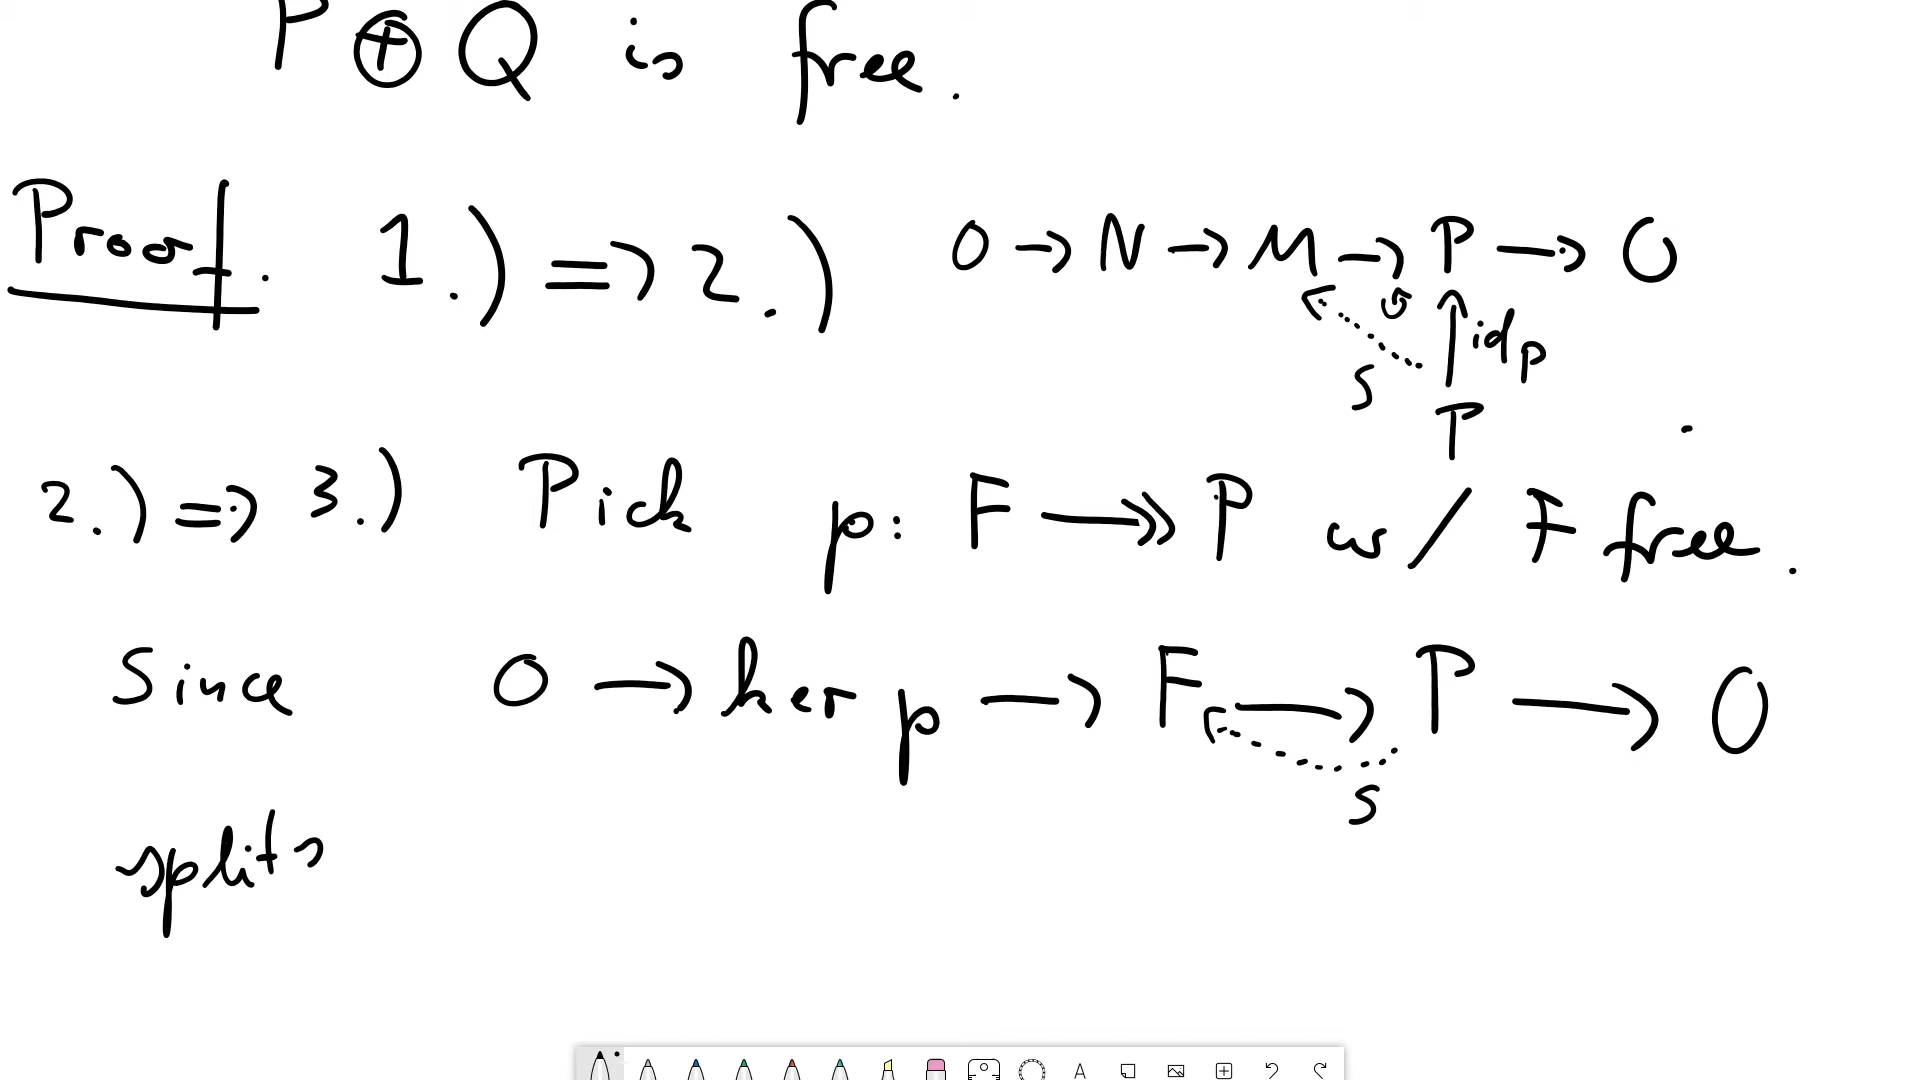 P ⊕ Q is free.
Proof. 1.) => 2.) 0 → N → M → P → 0
σ
id_P
s
P
2.) => 3.) Pick p: F ↠ P w/ F free.
Since 0 → ker p → F → P → 0
s
splits
A